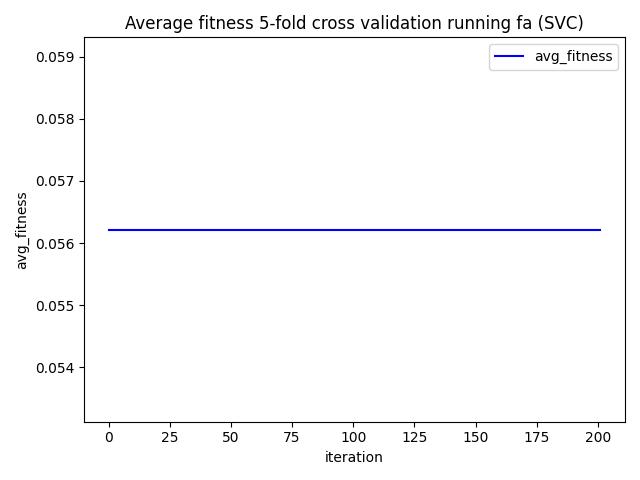 Average fitness 5-fold cross validation running fa (SVC)
avg_fitness
0.059
0.058
0.057
0.056
0.055
0.054
avg_fitness
0 25 50 75 100 125 150 175 200
iteration